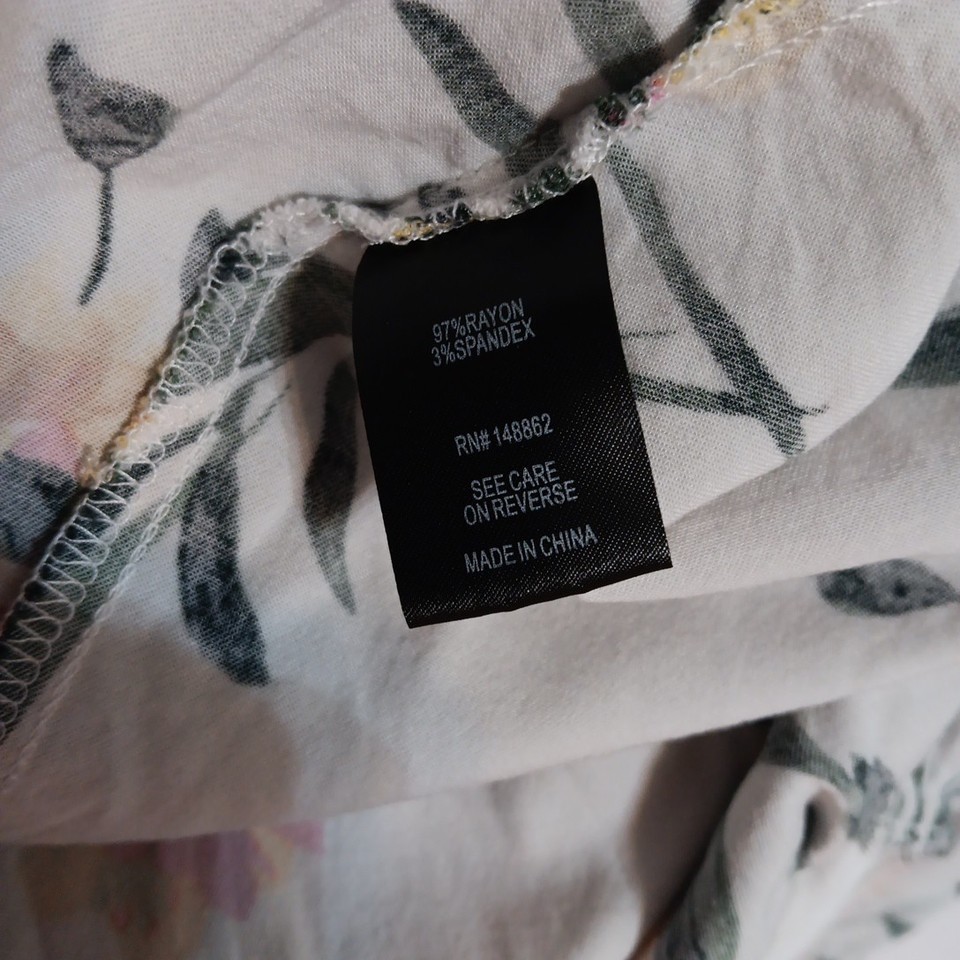 97%RAYON
3%SPANDEX
RN# 148862
SEE CARE
ON REVERSE
MADE IN CHINA